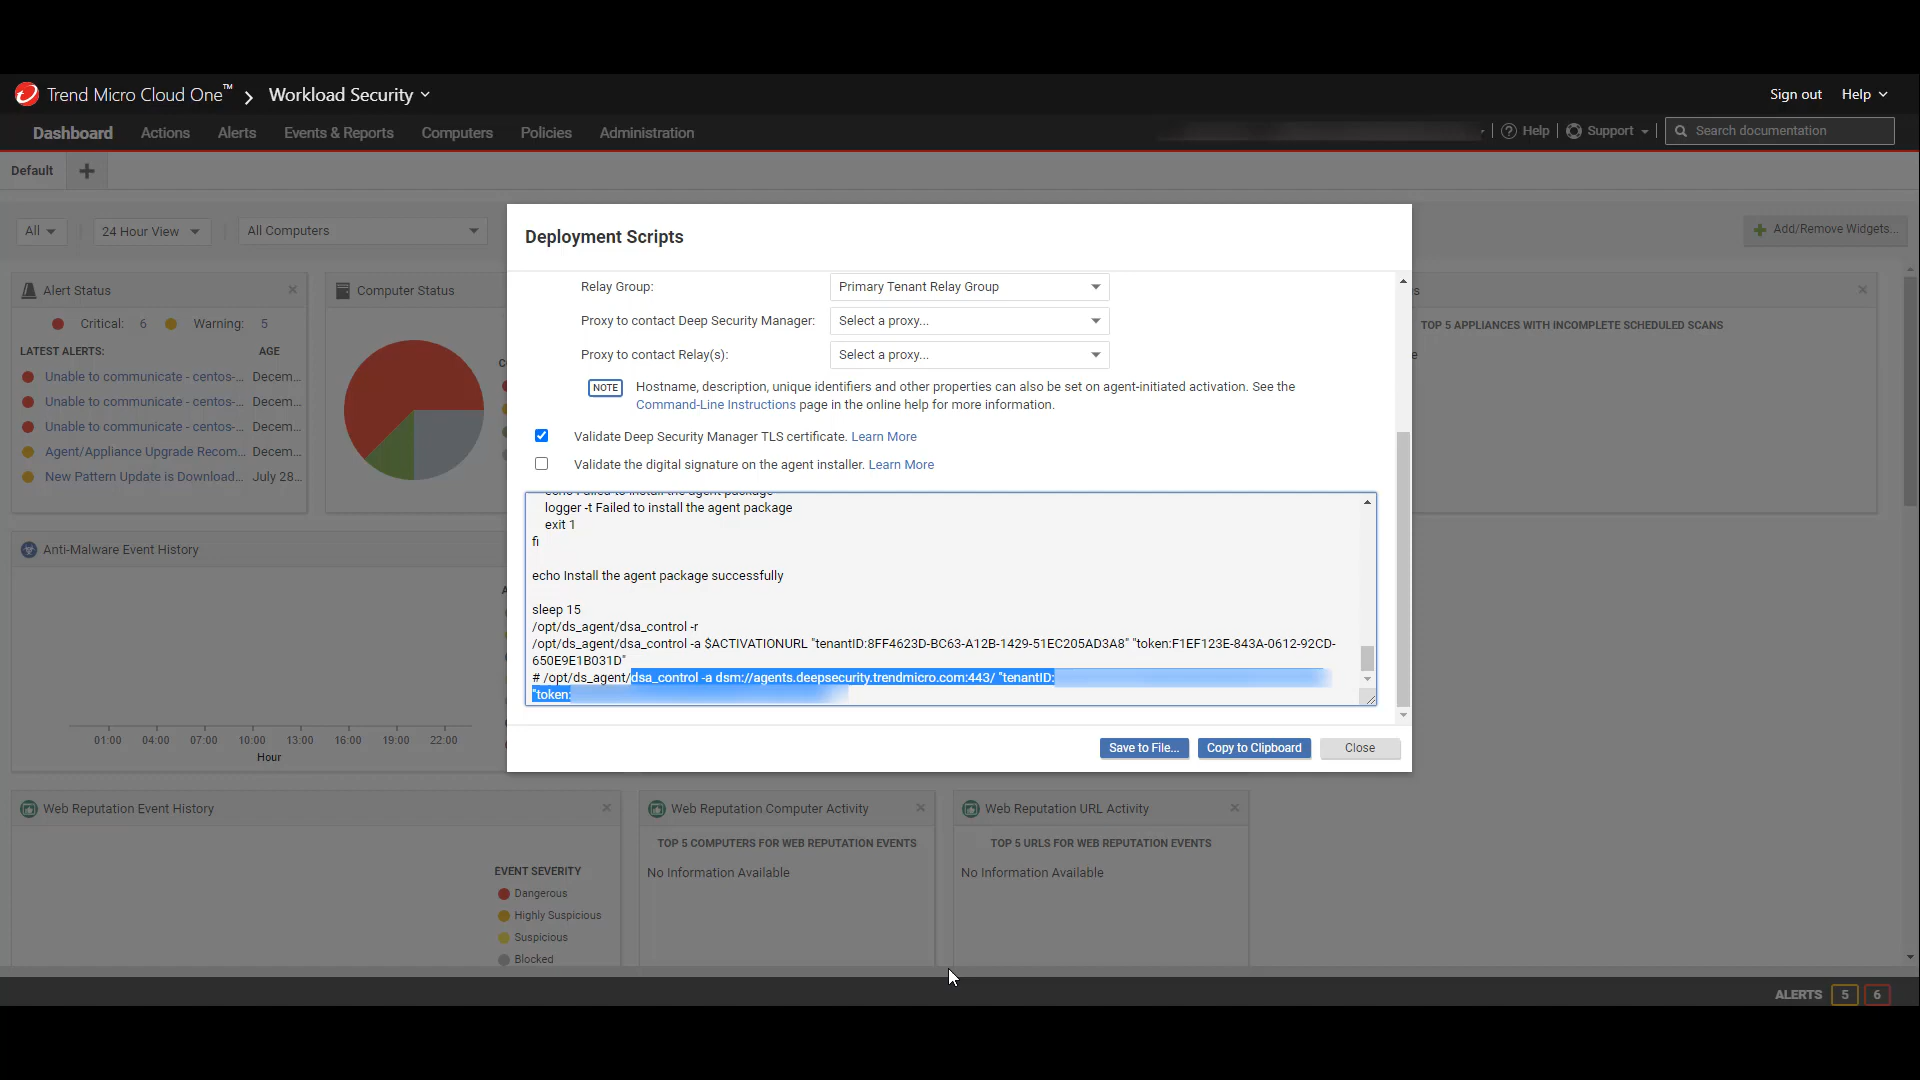 Trend Micro Cloud One™ > Workload Security
Sign out Help
Dashboard Actions Alerts Events & Reports Computers Policies Administration
Help Support Search documentation
Default
All 24 Hour View All Computers
Add/Remove Widgets...
Alert Status
Critical: 6 Warning: 5
LATEST ALERTS: AGE
Unable to communicate - centos-... Decem...
Unable to communicate - centos-... Decem...
Unable to communicate - centos-... Decem...
Agent/Appliance Upgrade Recom... Decem...
New Pattern Update is Download... July 28...
Computer Status
TOP 5 APPLIANCES WITH INCOMPLETE SCHEDULED SCANS
Deployment Scripts
Relay Group: Primary Tenant Relay Group
Proxy to contact Deep Security Manager: Select a proxy...
Proxy to contact Relay(s): Select a proxy...
NOTE Hostname, description, unique identifiers and other properties can also be set on agent-initiated activation. See the
Command-Line Instructions page in the online help for more information.
Validate Deep Security Manager TLS certificate. Learn More
Validate the digital signature on the agent installer. Learn More
echo Failed to install the agent package
logger -t Failed to install the agent package
exit 1
fi
echo Install the agent package successfully
sleep 15
/opt/ds_agent/dsa_control -r
/opt/ds_agent/dsa_control -a $ACTIVATIONURL "tenantID:8FF4623D-BC63-A12B-1429-51EC205AD3A8" "token:F1EF123E-843A-0612-92CD-
650E9E1B031D"
# /opt/ds_agent/dsa_control -a dsm://agents.deepsecurity.trendmicro.com:443/ "tenantID:
"token:
Save to File... Copy to Clipboard Close
Anti-Malware Event History
01:00 04:00 07:00 10:00 13:00 16:00 19:00 22:00
Hour
Web Reputation Event History
EVENT SEVERITY
Dangerous
Highly Suspicious
Suspicious
Blocked
Web Reputation Computer Activity
TOP 5 COMPUTERS FOR WEB REPUTATION EVENTS
No Information Available
Web Reputation URL Activity
TOP 5 URLS FOR WEB REPUTATION EVENTS
No Information Available
ALERTS 5 6